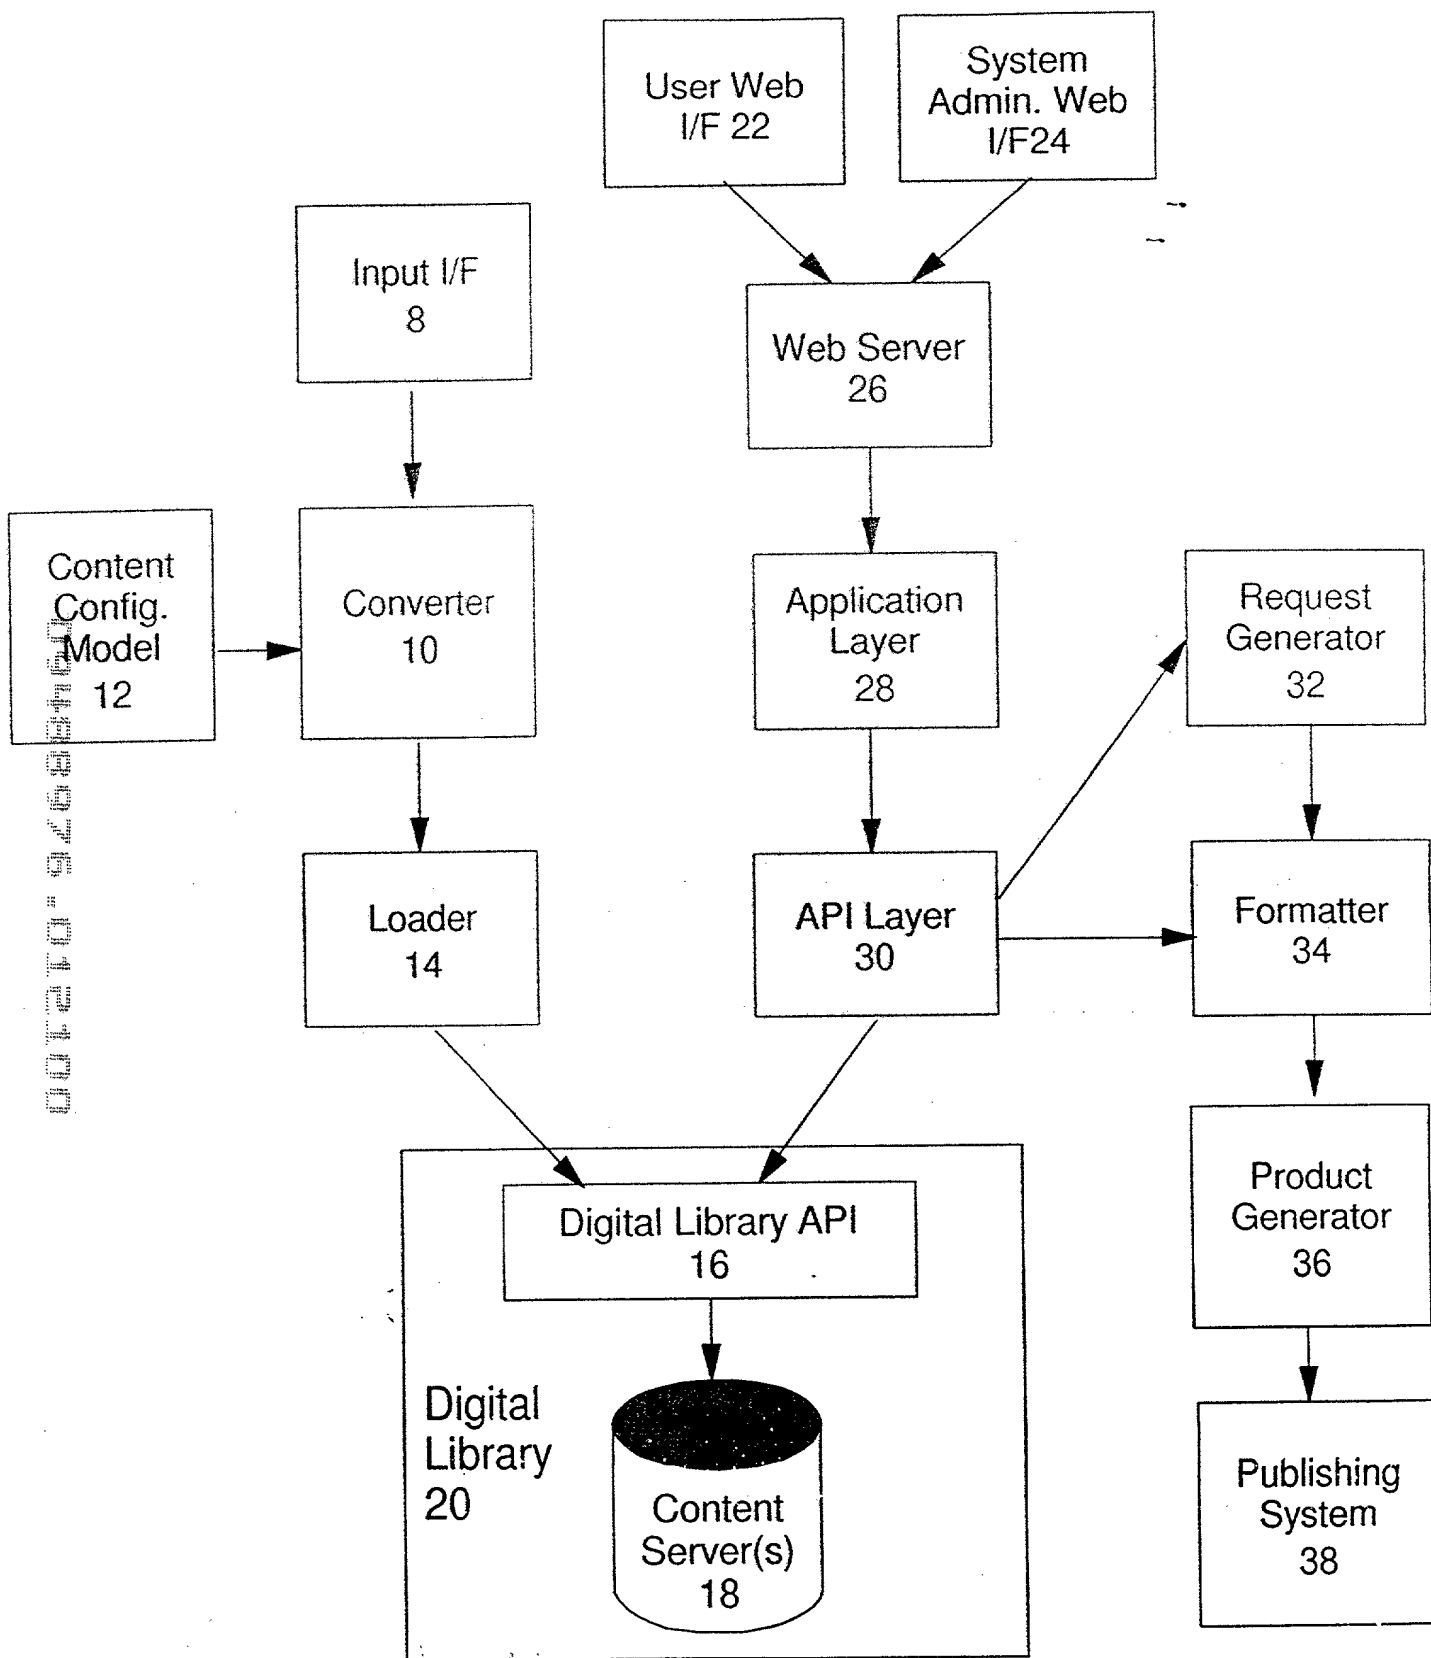 User Web
I/F 22
System
Admin. Web
I/F24
Input I/F
8
Web Server
26
Content
Config.
Model
12
Converter
10
Application
Layer
28
Request
Generator
32
Loader
14
API Layer
30
Formatter
34
Digital Library API
16
Product
Generator
36
Digital
Library
20
Content
Server(s)
18
Publishing
System
38
09488976.012100